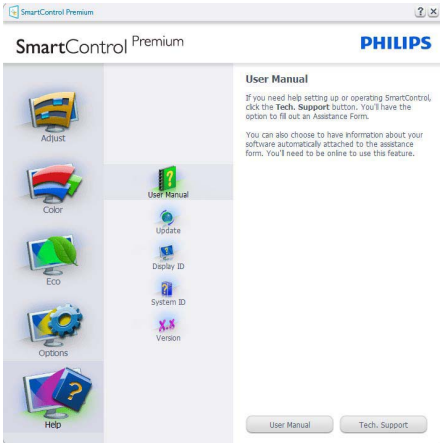 SmartControl Premium
SmartControl Premium
PHILIPS
Adjust
Color
Eco
Options
Help
User Manual
Update
Display ID
System ID
X.X
Version
User Manual
If you need help setting up or operating SmartControl,
click the Tech. Support button. You'll have the
option to fill out an Assistance Form.
You can also choose to have information about your
software automatically attached to the assistance
form. You'll need to be online to use this feature.
User Manual
Tech. Support